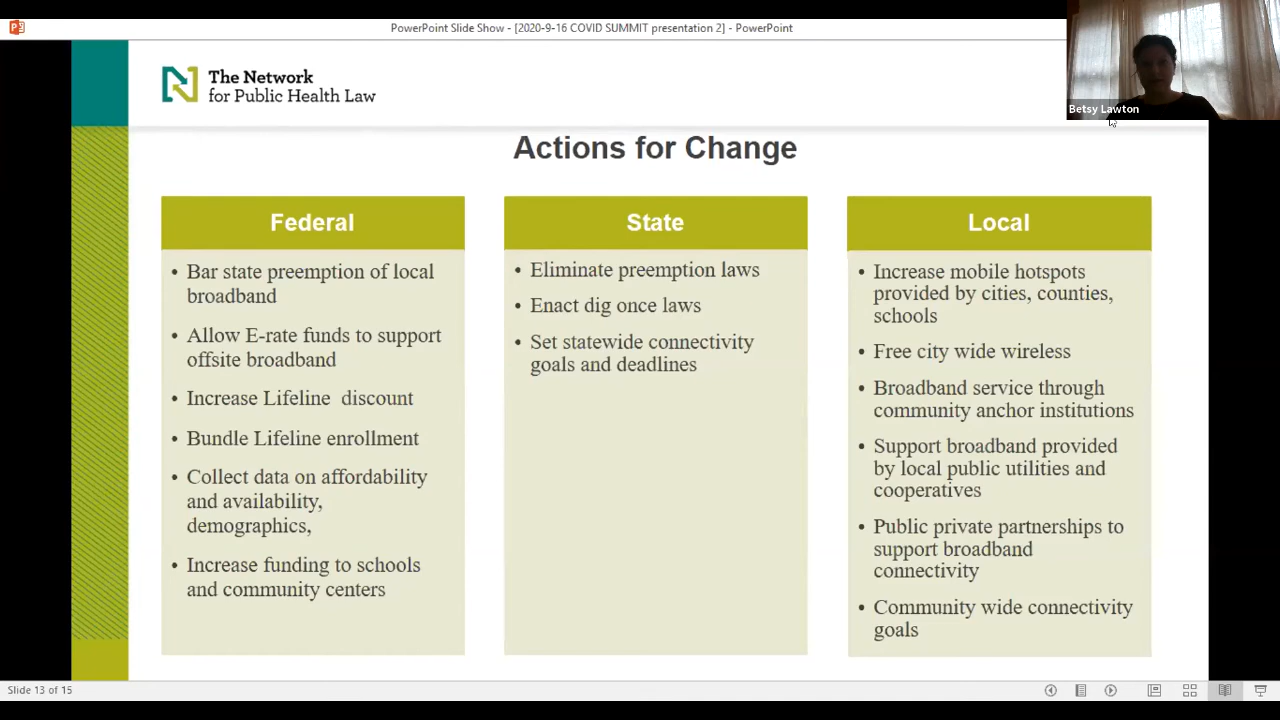 PowerPoint Slide Show - [2020-9-16 COVID SUMMIT presentation 2] - PowerPoint
Betsy Lawton
The Network
for Public Health Law
Actions for Change
Federal
• Bar state preemption of local
broadband
• Allow E-rate funds to support
offsite broadband
• Increase Lifeline discount
• Bundle Lifeline enrollment
• Collect data on affordability
and availability,
demographics,
• Increase funding to schools
and community centers
State
• Eliminate preemption laws
• Enact dig once laws
• Set statewide connectivity
goals and deadlines
Local
• Increase mobile hotspots
provided by cities, counties,
schools
• Free city wide wireless
• Broadband service through
community anchor institutions
• Support broadband provided
by local public utilities and
cooperatives
• Public private partnerships to
support broadband
connectivity
• Community wide connectivity
goals
Slide 13 of 15